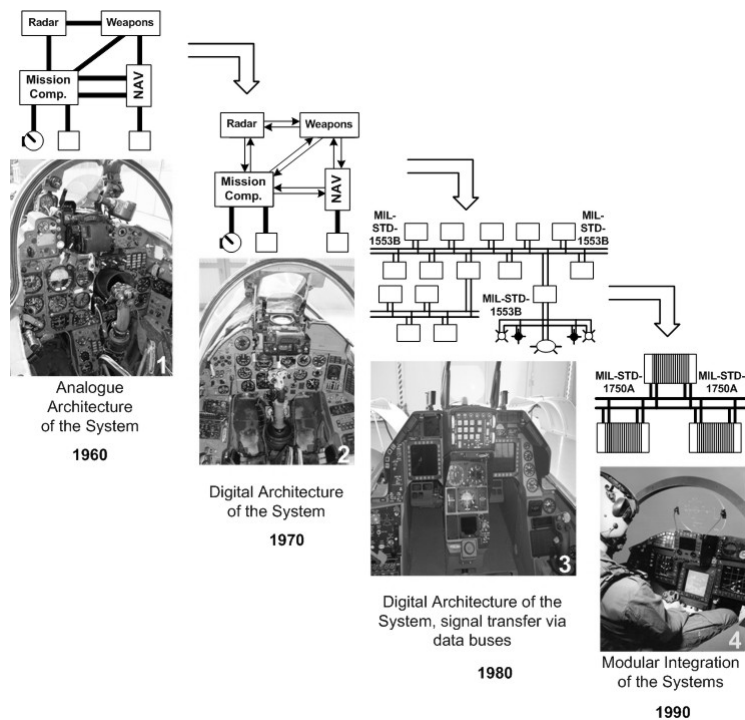 Radar
Weapons
Mission
Comp.
NAV
1
Analogue
Architecture
of the System
1960
Radar
Weapons
Mission
Comp.
NAV
2
Digital Architecture
of the System
1970
MIL-
STD-
1553B
MIL-
STD-
1553B
MIL-STD-
1553B
3
Digital Architecture of the
System, signal transfer via
data buses
1980
MIL-STD-
1750A
MIL-STD-
1750A
4
Modular Integration
of the Systems
1990